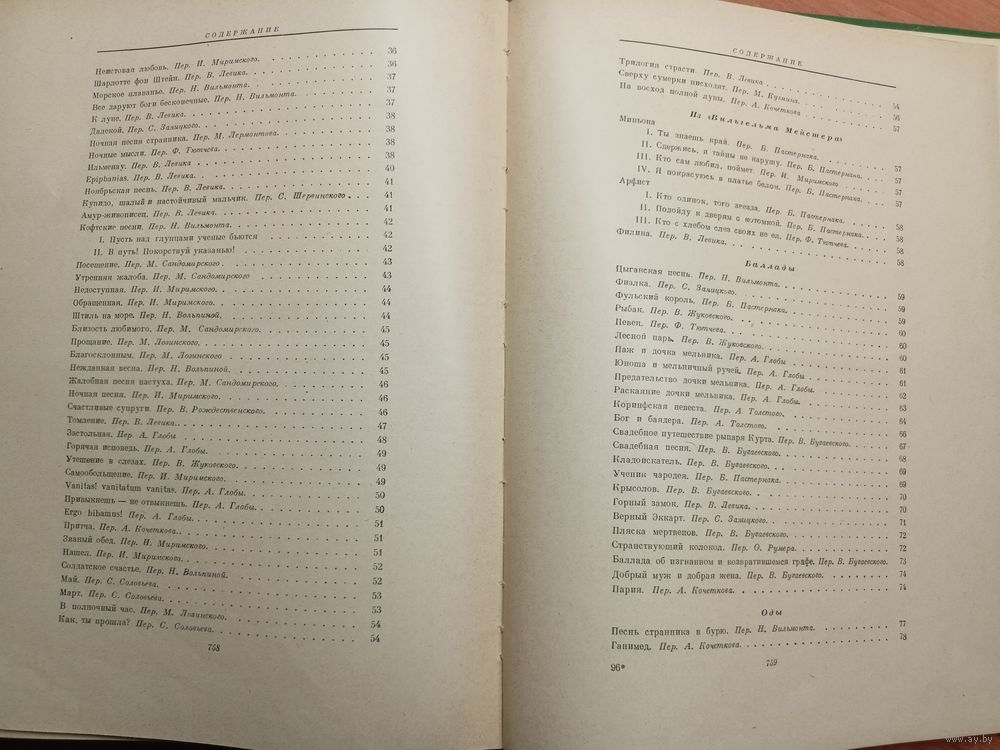 СОДЕРЖАНИЕ
Неистовая любовь. Пер. И. Миримского. 36
Шарлотте фон Штейн. Пер. В. Левика. 36
Морское плаванье. Пер. Н. Вильмонта. 37
Все даруют боги бесконечные. Пер. Н. Вильмонта. 37
К луне. Пер. В. Левика. 37
Далекой. Пер. С. Заяицкого. 38
Ночная песня странника. Пер. М. Лермонтова. 38
Ночные мысли. Пер. Ф. Тютчева. 38
Ильменау. Пер. В. Левика 38
Epiphanias. Пер. В. Левика. 40
Ноябрьская песнь. Пер. В. Левика. 41
Купидо, шалый и настойчивый мальчик. Пер. С. Шервинского. 41
Амур-живописец. Пер. В. Левика. 41
Кофтские песни. Пер. Н. Вильмонта. 42
I. Пусть над глупцами ученые бьются 42
II. В путь! Покорствуй указанью! 42
Посещение. Пер. М. Сандомирского. 43
Утренняя жалоба. Пер. М. Сандомирского 43
Недоступная. Пер. И. Миримского. 44
Обращенная. Пер. И. Миримского. 44
Штиль на море. Пер. Н. Вольпиной. 44
Близость любимого. Пер. М. Сандомирского. 45
Прощание. Пер. М. Лозинского. 45
Благосклонным. Пер. М. Лозинского 45
Нежданная весна. Пер. Н. Вольпиной. 45
Жалобная песня пастуха. Пер. М. Сандомирского. 46
Ночная песня. Пер. И. Миримского. 46
Счастливые супруги. Пер. В. Рождественского. 46
Томление. Пер. В. Левика. 47
Застольная. Пер. А. Глобы 48
Горячая исповедь. Пер. А. Глобы. 49
Утешение в слезах. Пер. В. Жуковского. 49
Самообольщение. Пер. И. Миримского. 49
Vanitas! vanitatum vanitas. Пер. А. Глобы. 50
Привыкнешь — не отвыкнешь. Пер. А. Глобы. 50
Ergo bibamus! Пер. А. Глобы. 51
Притча. Пер. А. Кочеткова. 51
Званый обед. Пер. И. Миримского. 51
Нашел. Пер. И. Миримского. 52
Солдатское счастье. Пер. Н. Вольпиной. 52
Май. Пер. С. Соловьева. 53
Март. Пер. С. Соловьева. 53
В полночный час. Пер. М. Лозинского. 54
Как, ты прошла? Пер. С. Соловьева. 54
758
СОДЕРЖАНИЕ
Трилогия страсти. Пер. В. Левика 54
Сверху сумерки нисходят. Пер. М. Кузмина. 56
На восход полной луны. Пер. А. Кочеткова 57
Из «Вильгельма Мейстера»
Миньона
I. Ты знаешь край. Пер. Б. Пастернака. 57
II. Сдержись, я тайны не нарушу. Пер. Б. Пастернака. 57
III. Кто сам любил, поймет. Пер. И. Миримского 57
IV. Я покрасуюсь в платье белом. Пер. Б. Пастернака. 57
Арфист
I. Кто одинок, того звезда. Пер. Б. Пастернака. 58
II. Подойду к дверям с котомкой. Пер. Б. Пастернака. 58
III. Кто с хлебом слез своих не ел. Пер. Ф. Тютчева. 58
Филина. Пер. В. Левика. 58
Баллады
Цыганская песнь. Пер. Н. Вильмонта. 59
Фиалка. Пер. С. Заяицкого. 59
Фульский король. Пер. Б. Пастернака. 59
Рыбак. Пер. В. Жуковского. 60
Певец. Пер. Ф. Тютчева. 60
Лесной царь. Пер. В. Жуковского. 60
Паж и дочка мельника. Пер. А. Глобы 61
Юноша и мельничный ручей. Пер. А. Глобы 61
Предательство дочки мельника. Пер. А. Глобы. 62
Раскаяние дочки мельника. Пер. А. Глобы. 63
Коринфская невеста. Пер. А Толстого. 64
Бог и баядера. Пер. А. Толстого. 66
Свадебное путешествие рыцаря Курта. Пер. В. Бугаевского. 67
Свадебная песня. Пер. В. Бугаевского. 68
Кладоискатель. Пер. В. Бугаевского. 69
Ученик чародея. Пер. Б. Пастернака 69
Крысолов. Пер. В. Бугаевского. 70
Горный замок. Пер. В. Левика. 70
Верный Эккарт. Пер. С. Заяицкого. 71
Пляска мертвецов. Пер. В. Бугаевского. 72
Странствующий колокол. Пер. О. Румера. 72
Баллада об изгнанном и возвратившемся графе. Пер. В. Бугаевского. 73
Добрый муж и добрая жена. Пер. В. Бугаевского. 74
Пария. Пер. А. Кочеткова. 74
Оды
Песнь странника в бурю. Пер. Н. Вильмонта. 77
Ганимед. Пер. А. Кочеткова. 78
96*
759
www.ay.by